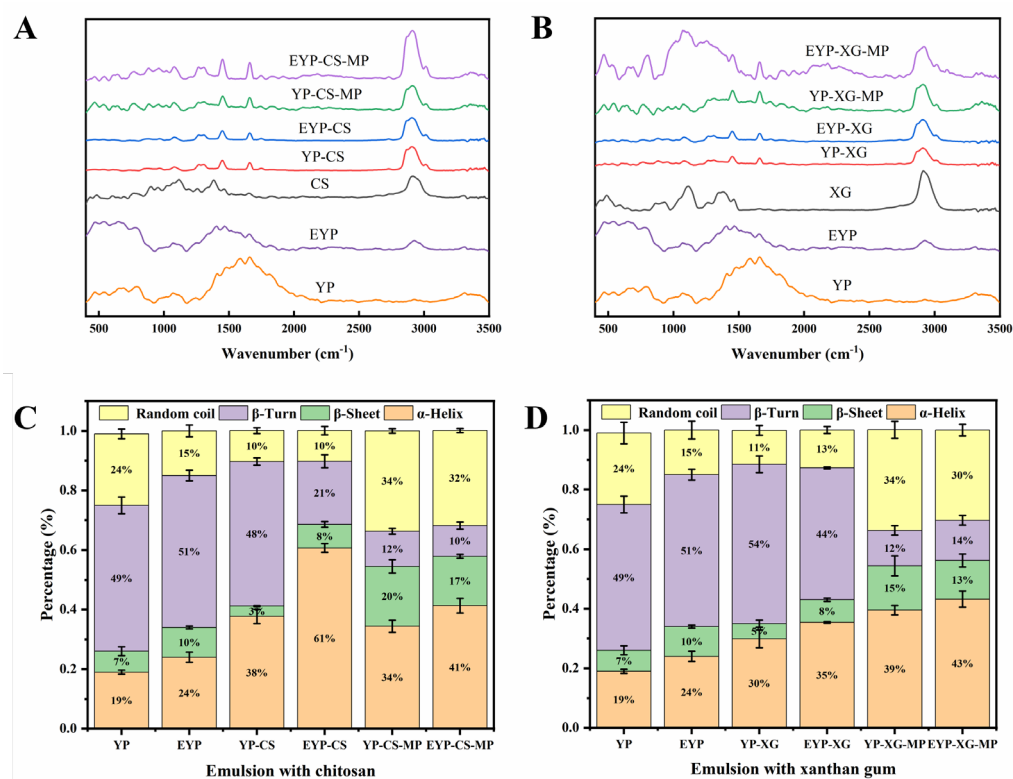 A
EYP-CS-MP
YP-CS-MP
EYP-CS
YP-CS
CS
EYP
YP
500 1000 1500 2000 2500 3000 3500
Wavenumber (cm⁻¹)
B
EYP-XG-MP
YP-XG-MP
EYP-XG
YP-XG
XG
EYP
YP
500 1000 1500 2000 2500 3000 3500
Wavenumber (cm⁻¹)
C
Random coil β-Turn β-Sheet α-Helix
Percentage (%)
1.0
0.8
0.6
0.4
0.2
0.0
24% 15% 10% 10% 34% 32%
49% 51% 48% 21% 12% 10%
7% 10% 3% 8% 20% 17%
19% 24% 38% 61% 34% 41%
YP EYP YP-CS EYP-CS YP-CS-MP EYP-CS-MP
Emulsion with chitosan
D
Random coil β-Turn β-Sheet α-Helix
Percentage (%)
1.0
0.8
0.6
0.4
0.2
0.0
24% 15% 11% 13% 34% 30%
49% 51% 54% 44% 12% 14%
7% 10% 5% 8% 15% 13%
19% 24% 30% 35% 39% 43%
YP EYP YP-XG EYP-XG YP-XG-MP EYP-XG-MP
Emulsion with xanthan gum